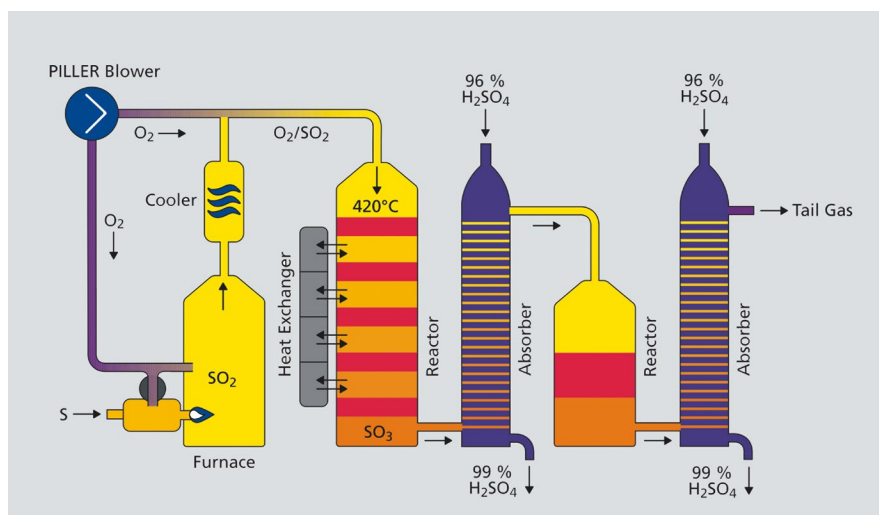 PILLER Blower
O₂
O₂/SO₂
Cooler
O₂
SO₂
S
Furnace
420°C
Heat Exchanger
Reactor
SO₃
96 %
H₂SO₄
Absorber
99 %
H₂SO₄
Reactor
96 %
H₂SO₄
Tail Gas
Absorber
99 %
H₂SO₄